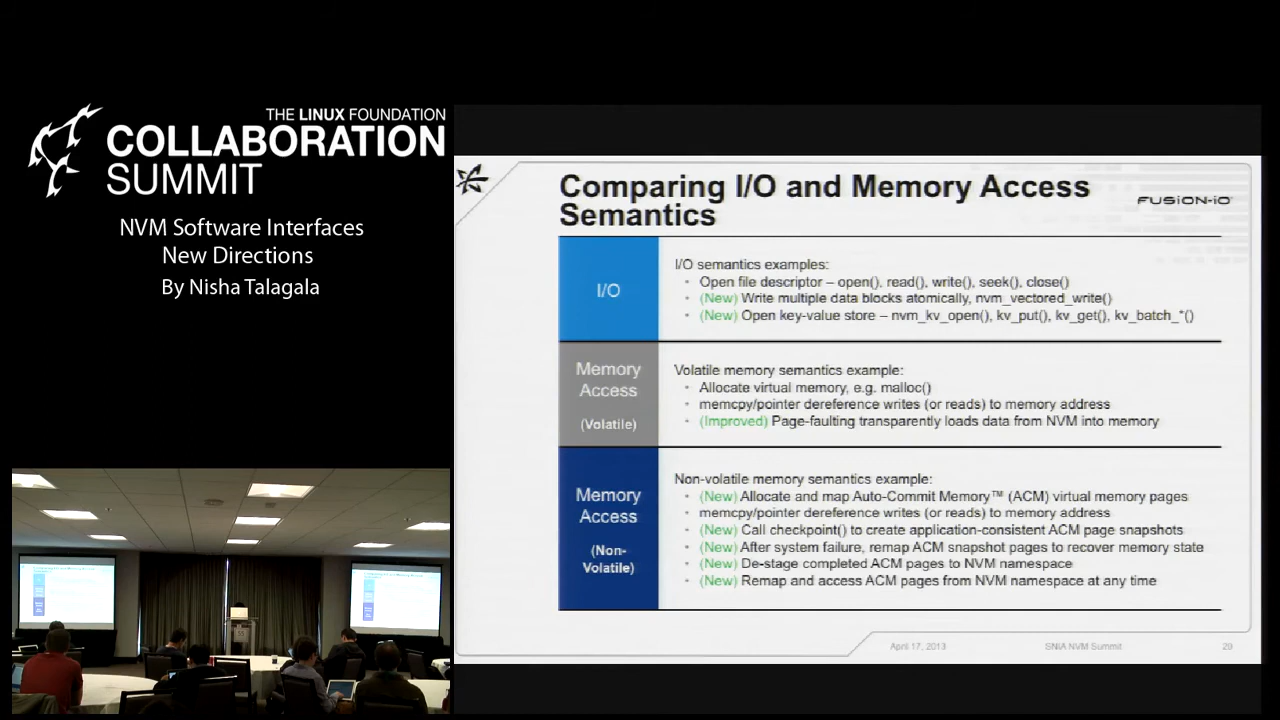 THE LINUX FOUNDATION
COLLABORATION
SUMMIT
NVM Software Interfaces
New Directions
By Nisha Talagala
Comparing I/O and Memory Access
Semantics
FUSION-iO
I/O
I/O semantics examples:
• Open file descriptor – open(), read(), write(), seek(), close()
• (New) Write multiple data blocks atomically, nvm_vectored_write()
• (New) Open key-value store – nvm_kv_open(), kv_put(), kv_get(), kv_batch_*()
Memory
Access
(Volatile)
Volatile memory semantics example:
• Allocate virtual memory, e.g. malloc()
• memcpy/pointer dereference writes (or reads) to memory address
• (Improved) Page-faulting transparently loads data from NVM into memory
Memory
Access
(Non-
Volatile)
Non-volatile memory semantics example:
• (New) Allocate and map Auto-Commit Memory™ (ACM) virtual memory pages
• memcpy/pointer dereference writes (or reads) to memory address
• (New) Call checkpoint() to create application-consistent ACM page snapshots
• (New) After system failure, remap ACM snapshot pages to recover memory state
• (New) De-stage completed ACM pages to NVM namespace
• (New) Remap and access ACM pages from NVM namespace at any time
April 17, 2013
SNIA NVM Summit
29